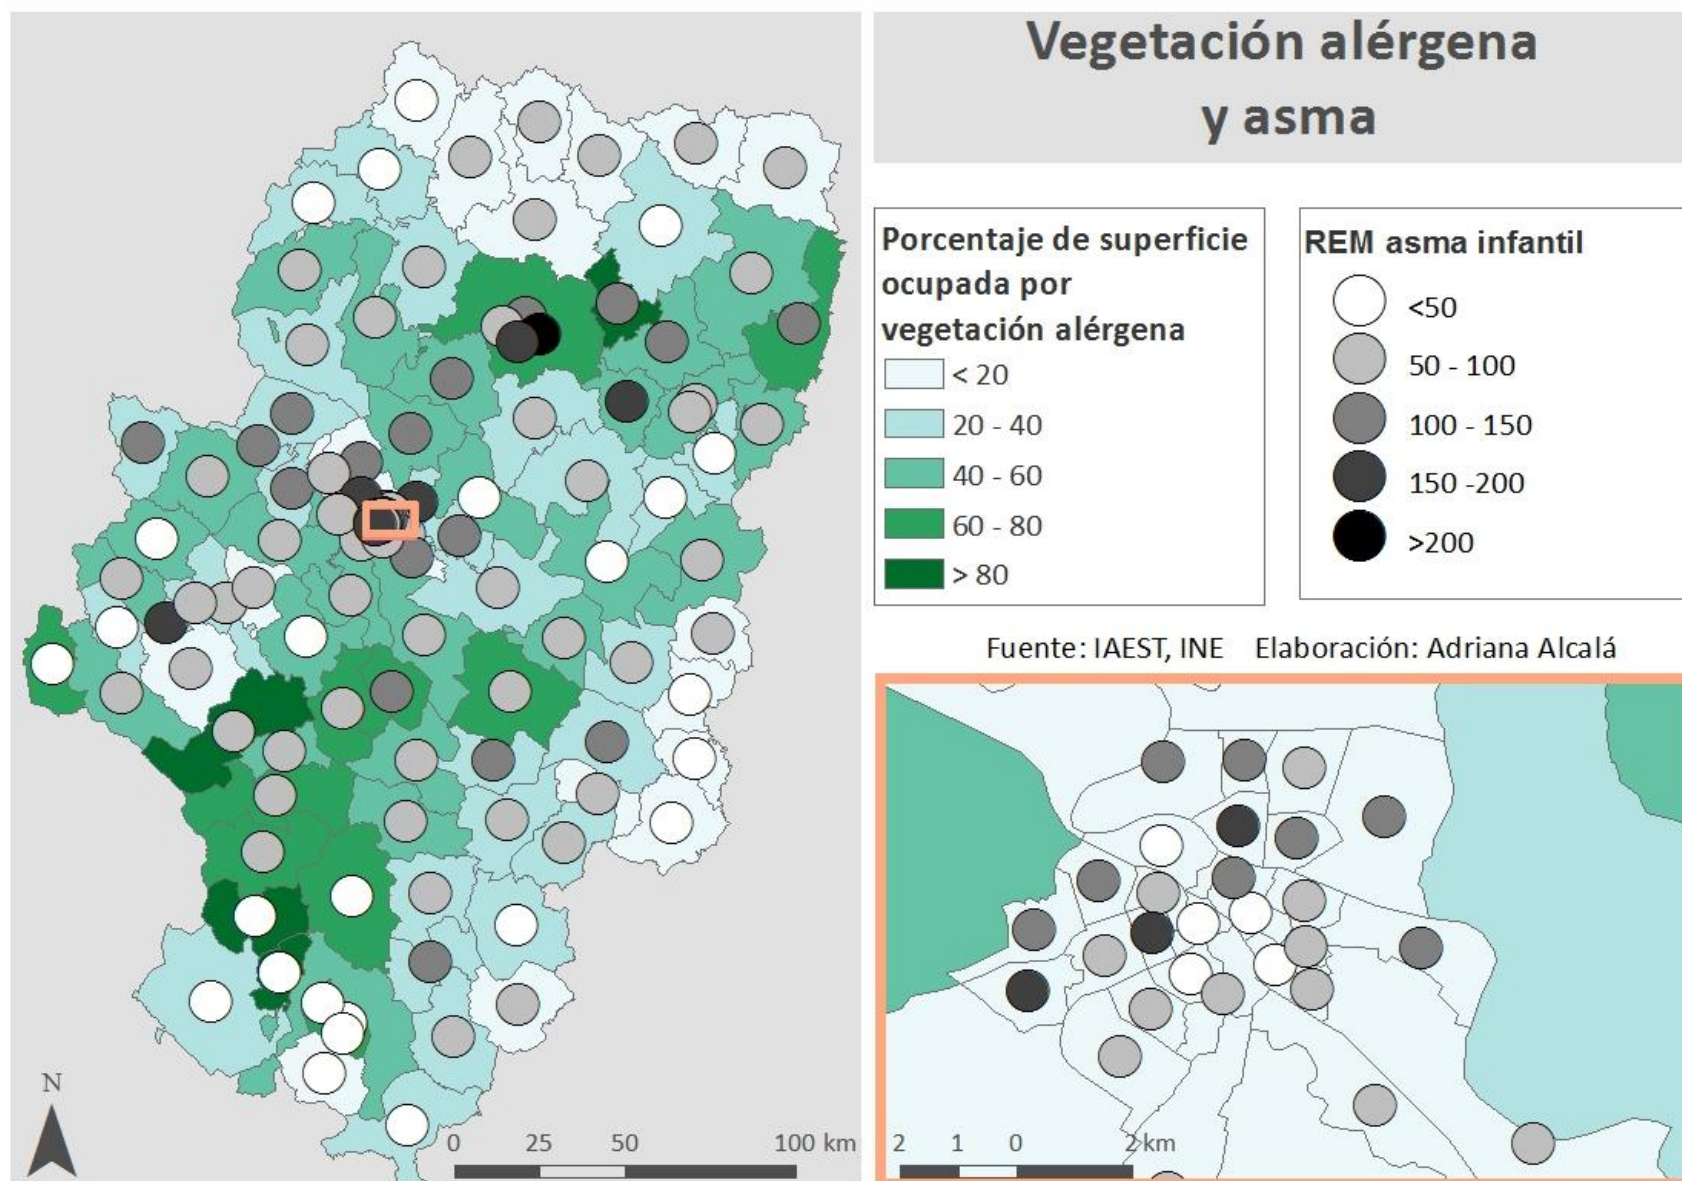 Vegetación alérgena
y asma
Porcentaje de superficie
ocupada por
vegetación alérgena
< 20
20 - 40
40 - 60
60 - 80
> 80
REM asma infantil
<50
50 - 100
100 - 150
150 -200
>200
Fuente: IAEST, INE Elaboración: Adriana Alcalá
N
0 25 50 100 km
2 1 0 2 km